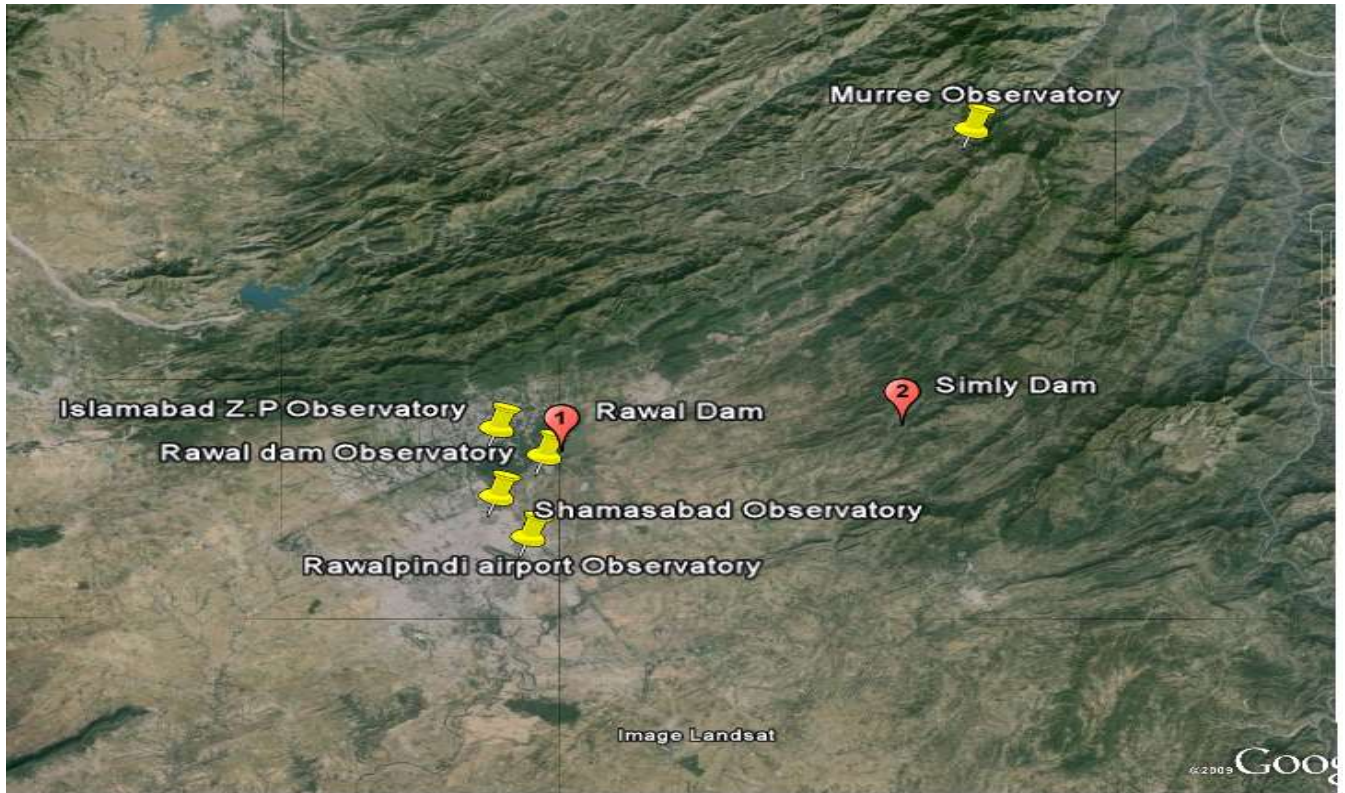 Murree Observatory
2
Simly Dam
Islamabad Z.P Observatory
1
Rawal Dam
Rawal dam Observatory
Shamasabad Observatory
Rawalpindi airport Observatory
Image Landsat
©2009 Goog